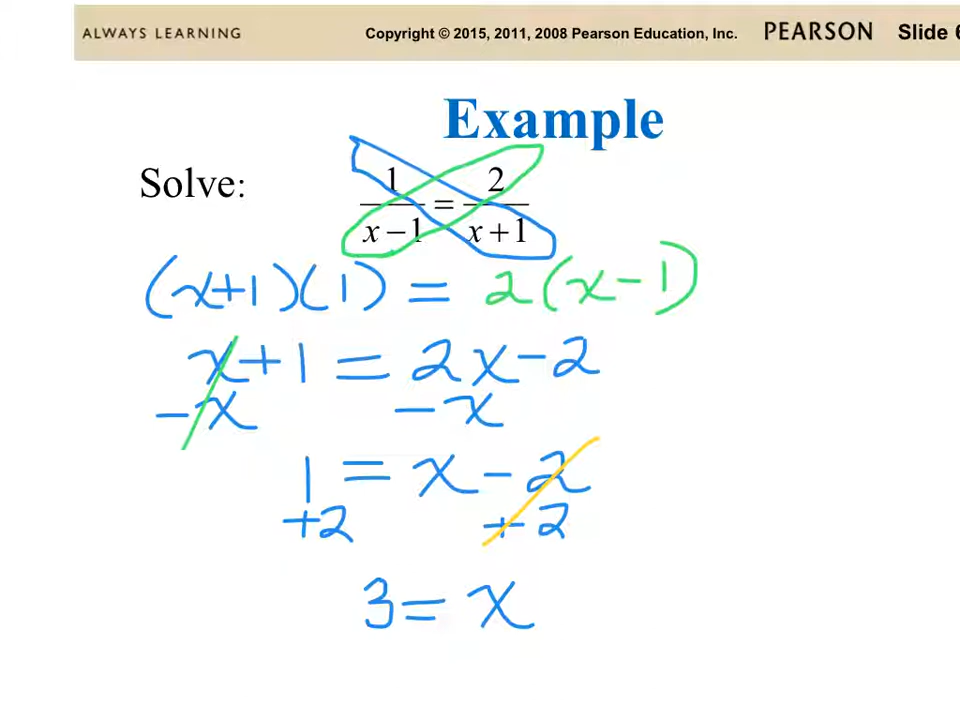 ALWAYS LEARNING Copyright © 2015, 2011, 2008 Pearson Education, Inc. PEARSON Slide 6
Example
Solve: 1/(x − 1) = 2/(x + 1)
(x+1)(1) = 2(x−1)
x+1 = 2x−2
−x −x
1 = x − 2
+2 +2
3 = x